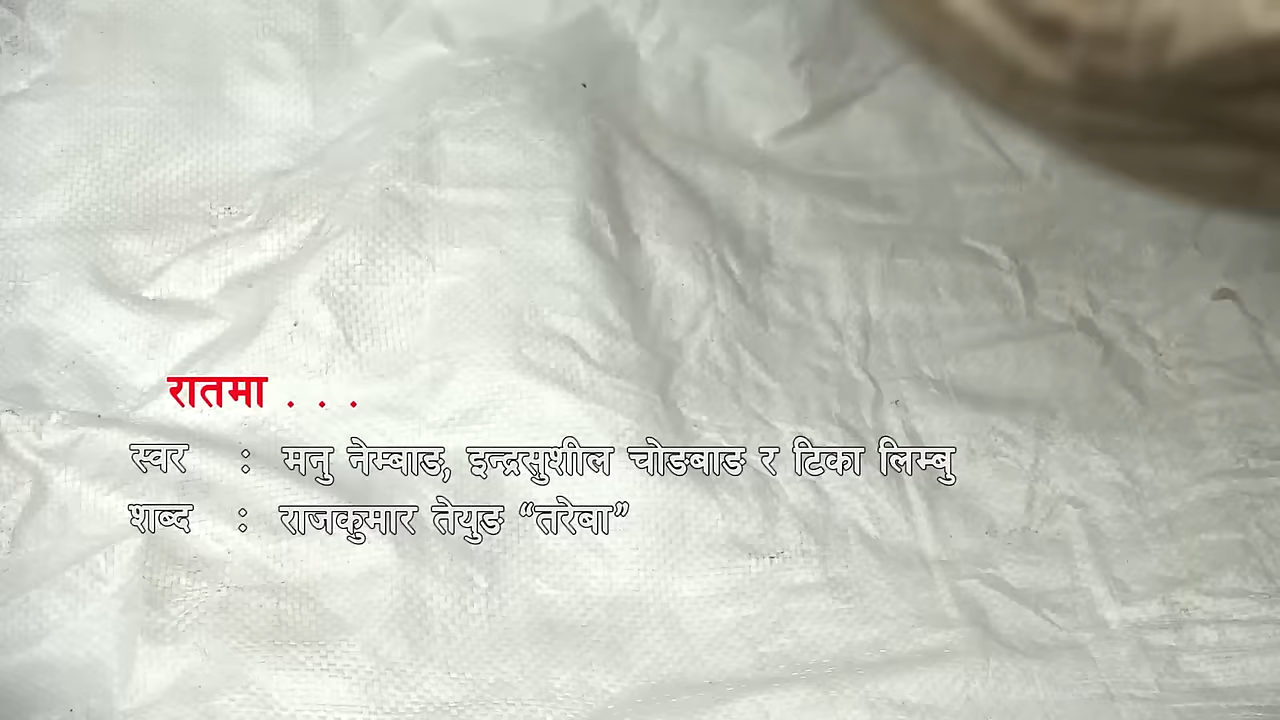 रातमा . . .
स्वर : मनु नेम्बाङ, इन्द्रसुशील चोङबाङ र टिका लिम्बु
शब्द : राजकुमार तेयुङ “तरेबा”